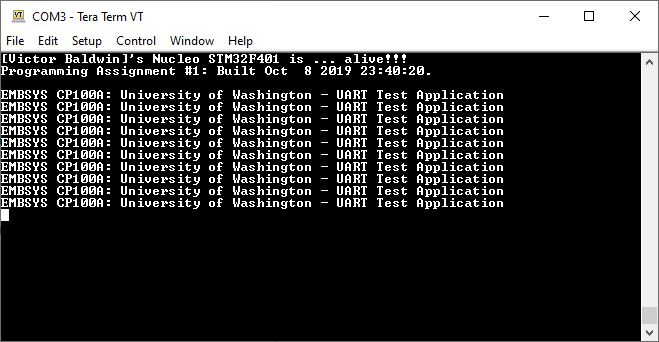 COM3 - Tera Term VT
File Edit Setup Control Window Help
[Victor Baldwin]'s Nucleo STM32F401 is ... alive!!!
Programming Assignment #1: Built Oct  8 2019 23:40:20.
EMBSYS CP100A: University of Washington - UART Test Application
EMBSYS CP100A: University of Washington - UART Test Application
EMBSYS CP100A: University of Washington - UART Test Application
EMBSYS CP100A: University of Washington - UART Test Application
EMBSYS CP100A: University of Washington - UART Test Application
EMBSYS CP100A: University of Washington - UART Test Application
EMBSYS CP100A: University of Washington - UART Test Application
EMBSYS CP100A: University of Washington - UART Test Application
EMBSYS CP100A: University of Washington - UART Test Application
EMBSYS CP100A: University of Washington - UART Test Application